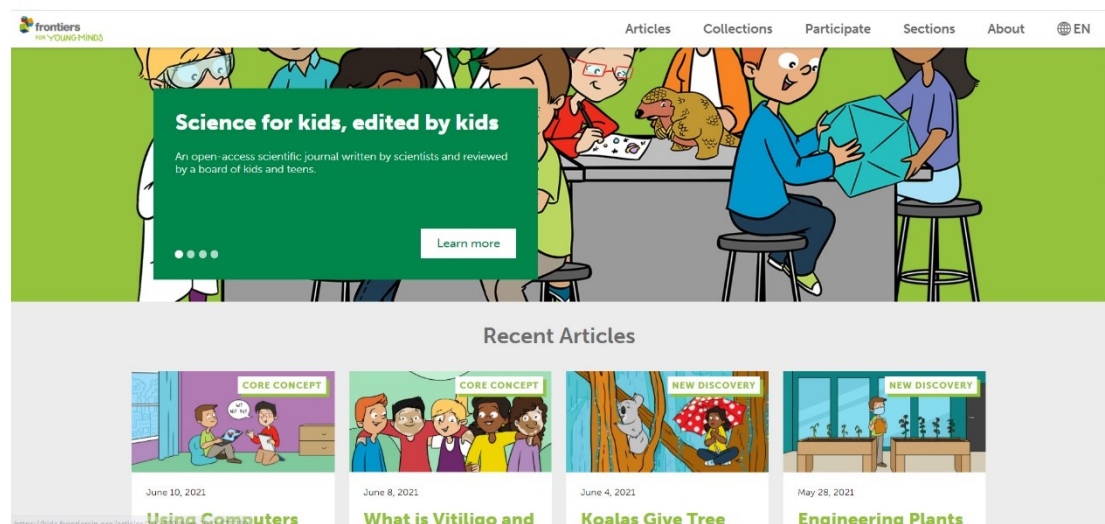 frontiers
FOR YOUNG MINDS
Articles Collections Participate Sections About EN
Science for kids, edited by kids
An open-access scientific journal written by scientists and reviewed
by a board of kids and teens.
Learn more
Recent Articles
CORE CONCEPT
CORE CONCEPT
NEW DISCOVERY
NEW DISCOVERY
June 10, 2021
June 8, 2021
June 4, 2021
May 28, 2021
Using Computers
What is Vitiligo and
Koalas Give Tree
Engineering Plants